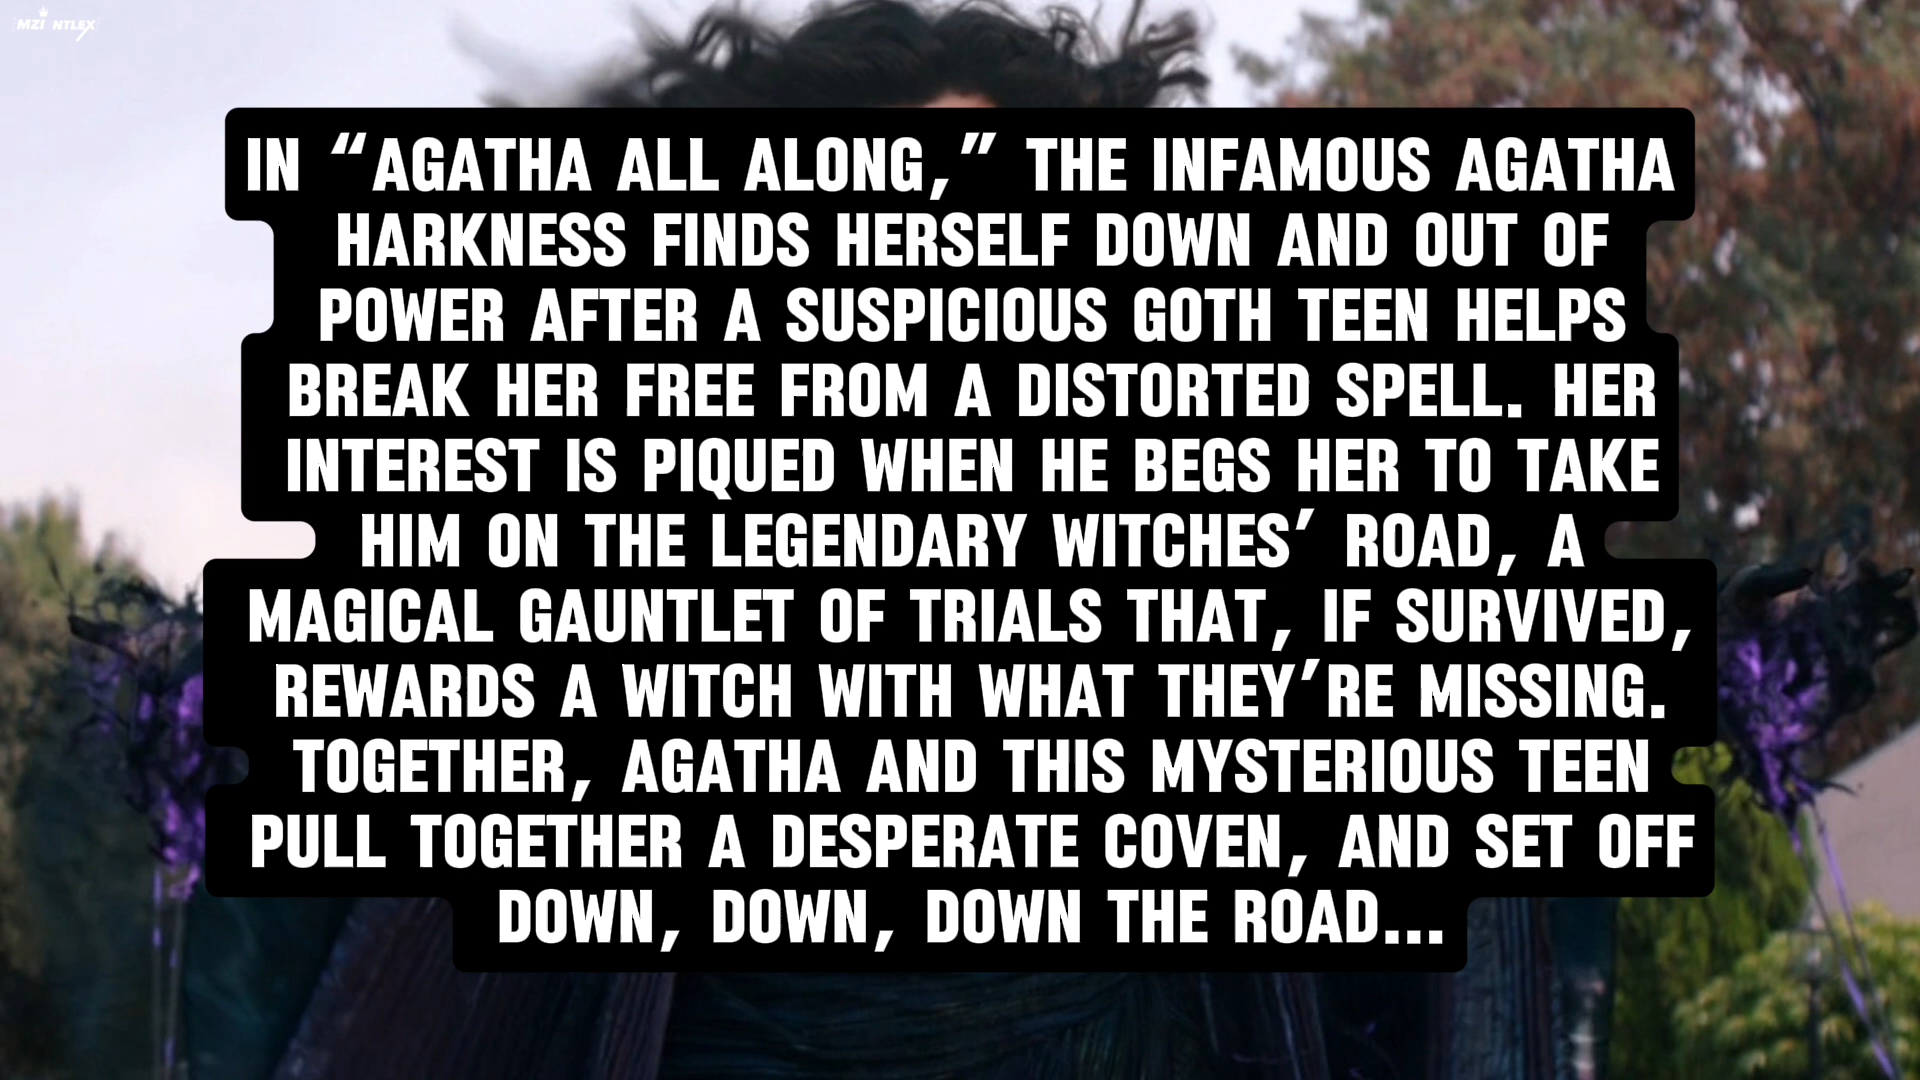 MZI NTLEX
IN “AGATHA ALL ALONG,” THE INFAMOUS AGATHA
HARKNESS FINDS HERSELF DOWN AND OUT OF
POWER AFTER A SUSPICIOUS GOTH TEEN HELPS
BREAK HER FREE FROM A DISTORTED SPELL. HER
INTEREST IS PIQUED WHEN HE BEGS HER TO TAKE
HIM ON THE LEGENDARY WITCHES’ ROAD, A
MAGICAL GAUNTLET OF TRIALS THAT, IF SURVIVED,
REWARDS A WITCH WITH WHAT THEY’RE MISSING.
TOGETHER, AGATHA AND THIS MYSTERIOUS TEEN
PULL TOGETHER A DESPERATE COVEN, AND SET OFF
DOWN, DOWN, DOWN THE ROAD...